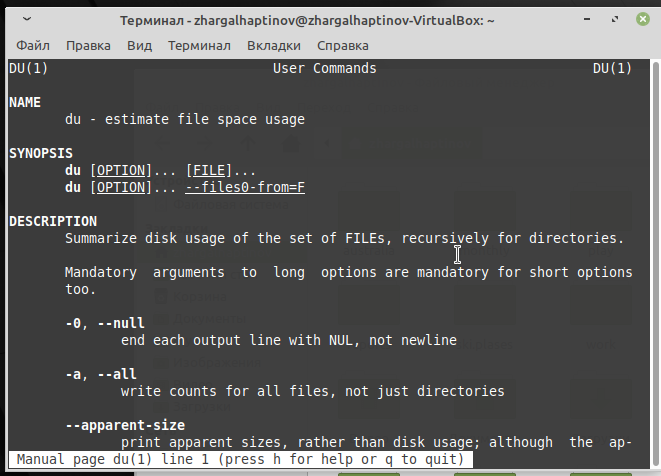 Терминал - zhargalhaptinov@zhargalhaptinov-VirtualBox: ~
Файл Правка Вид Терминал Вкладки Справка
DU(1) User Commands DU(1)
NAME
du - estimate file space usage
SYNOPSIS
du [OPTION]... [FILE]...
du [OPTION]... --files0-from=F
DESCRIPTION
Summarize disk usage of the set of FILEs, recursively for directories.
Mandatory arguments to long options are mandatory for short options
too.
-0, --null
end each output line with NUL, not newline
-a, --all
write counts for all files, not just directories
--apparent-size
print apparent sizes, rather than disk usage; although the ap-
Manual page du(1) line 1 (press h for help or q to quit)